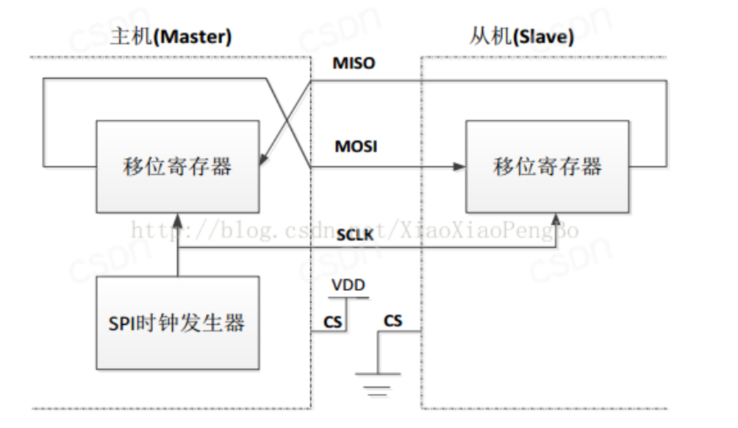 主机(Master)
从机(Slave)
MISO
移位寄存器
MOSI
移位寄存器
http://blog.csdn.net/XiaoXiaoPengBo
SCLK
VDD
SPI时钟发生器
CS
CS
CSDN
CSDN
CSDN
CSDN
CSDN
CSDN